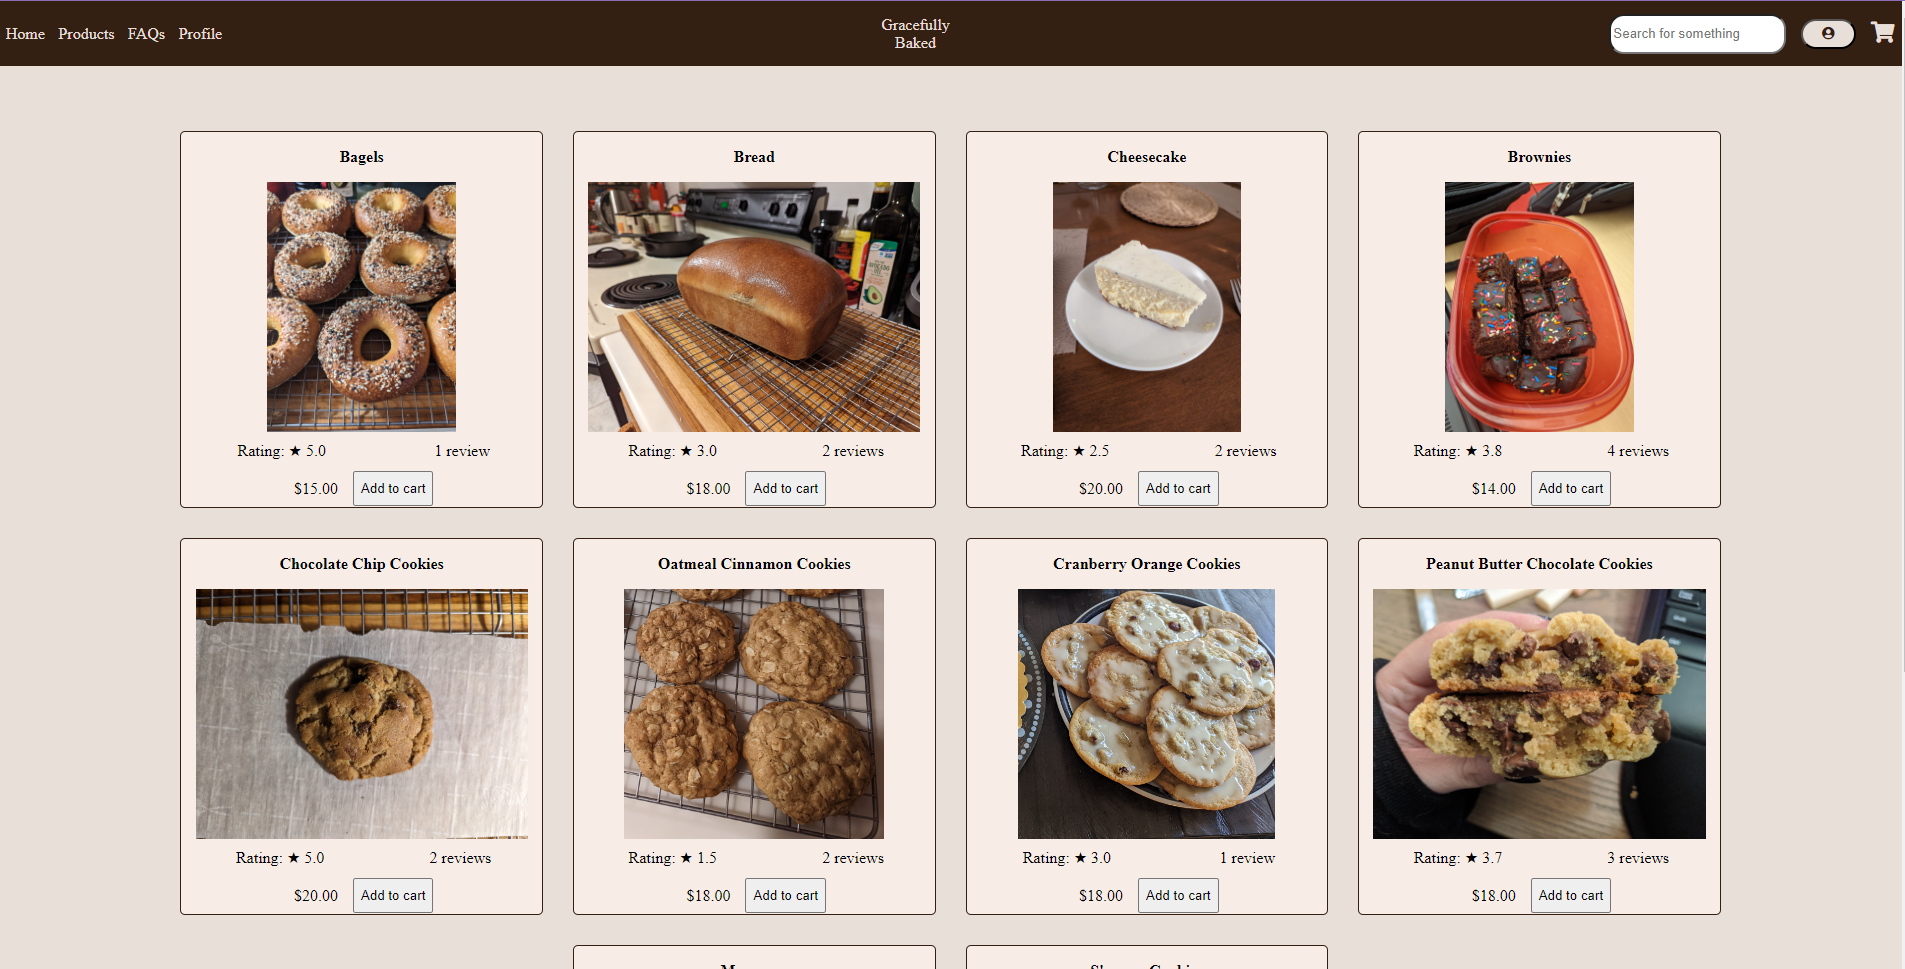 Home Products FAQs Profile
Gracefully
Baked
Search for something
Bagels
Rating: ★ 5.0 1 review
$15.00 Add to cart
Bread
Rating: ★ 3.0 2 reviews
$18.00 Add to cart
Cheesecake
Rating: ★ 2.5 2 reviews
$20.00 Add to cart
Brownies
Rating: ★ 3.8 4 reviews
$14.00 Add to cart
Chocolate Chip Cookies
Rating: ★ 5.0 2 reviews
$20.00 Add to cart
Oatmeal Cinnamon Cookies
Rating: ★ 1.5 2 reviews
$18.00 Add to cart
Cranberry Orange Cookies
Rating: ★ 3.0 1 review
$18.00 Add to cart
Peanut Butter Chocolate Cookies
Rating: ★ 3.7 3 reviews
$18.00 Add to cart